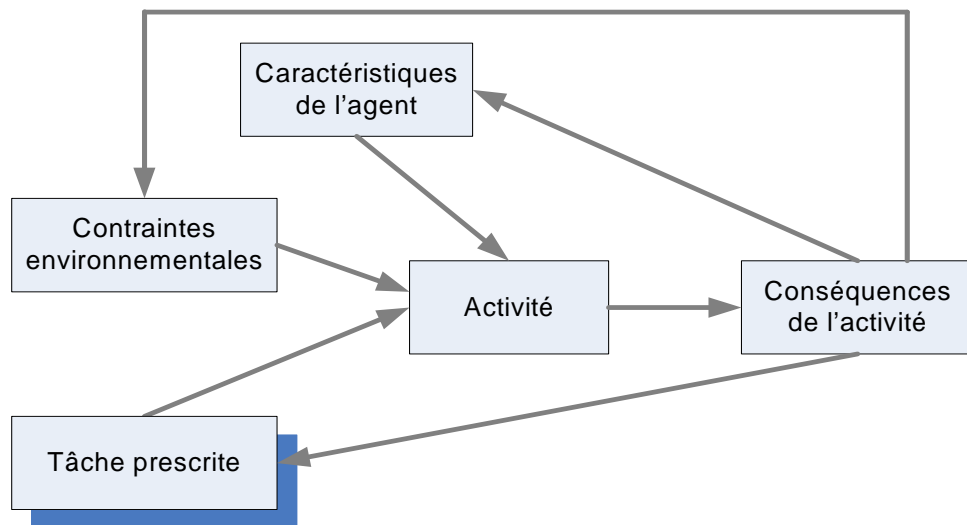 Caractéristiques
de l’agent
Contraintes
environnementales
Activité
Conséquences
de l’activité
Tâche prescrite